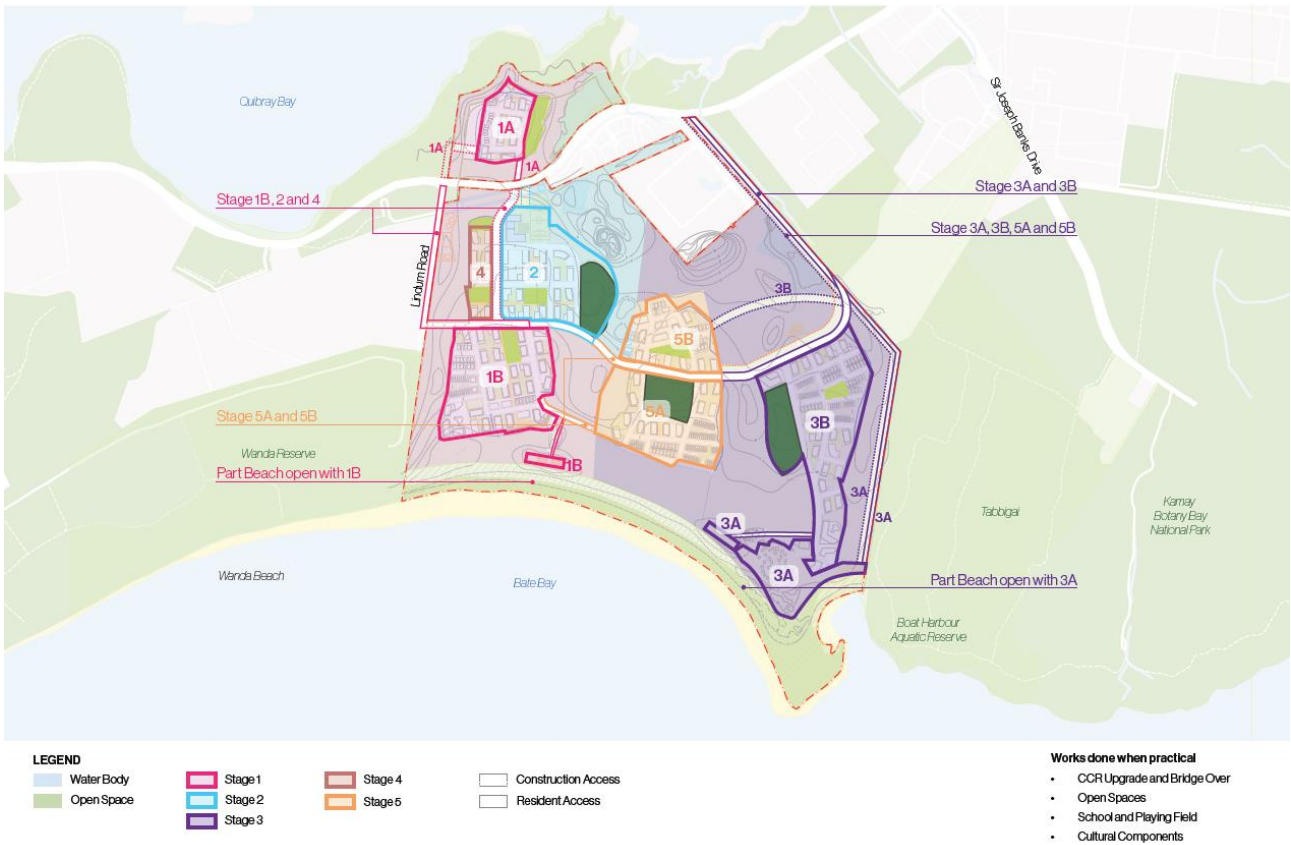 Quibray Bay
Sir Joseph Banks Drive
1A
1A
1A
Stage 1B, 2 and 4
Stage 3A and 3B
Stage 3A, 3B, 5A and 5B
Lindum Road
4
2
3B
5B
1B
5A
3B
Stage 5A and 5B
Wanda Reserve
Part Beach open with 1B
1B
3A
3A
3A
3A
Tabbigai
Kamay
Botany Bay
National Park
Wanda Beach
Bate Bay
Part Beach open with 3A
Boat Harbour
Aquatic Reserve
LEGEND
Water Body
Open Space
Stage 1
Stage 2
Stage 3
Stage 4
Stage 5
Construction Access
Resident Access
Works done when practical
• CCR Upgrade and Bridge Over
• Open Spaces
• School and Playing Field
• Cultural Components